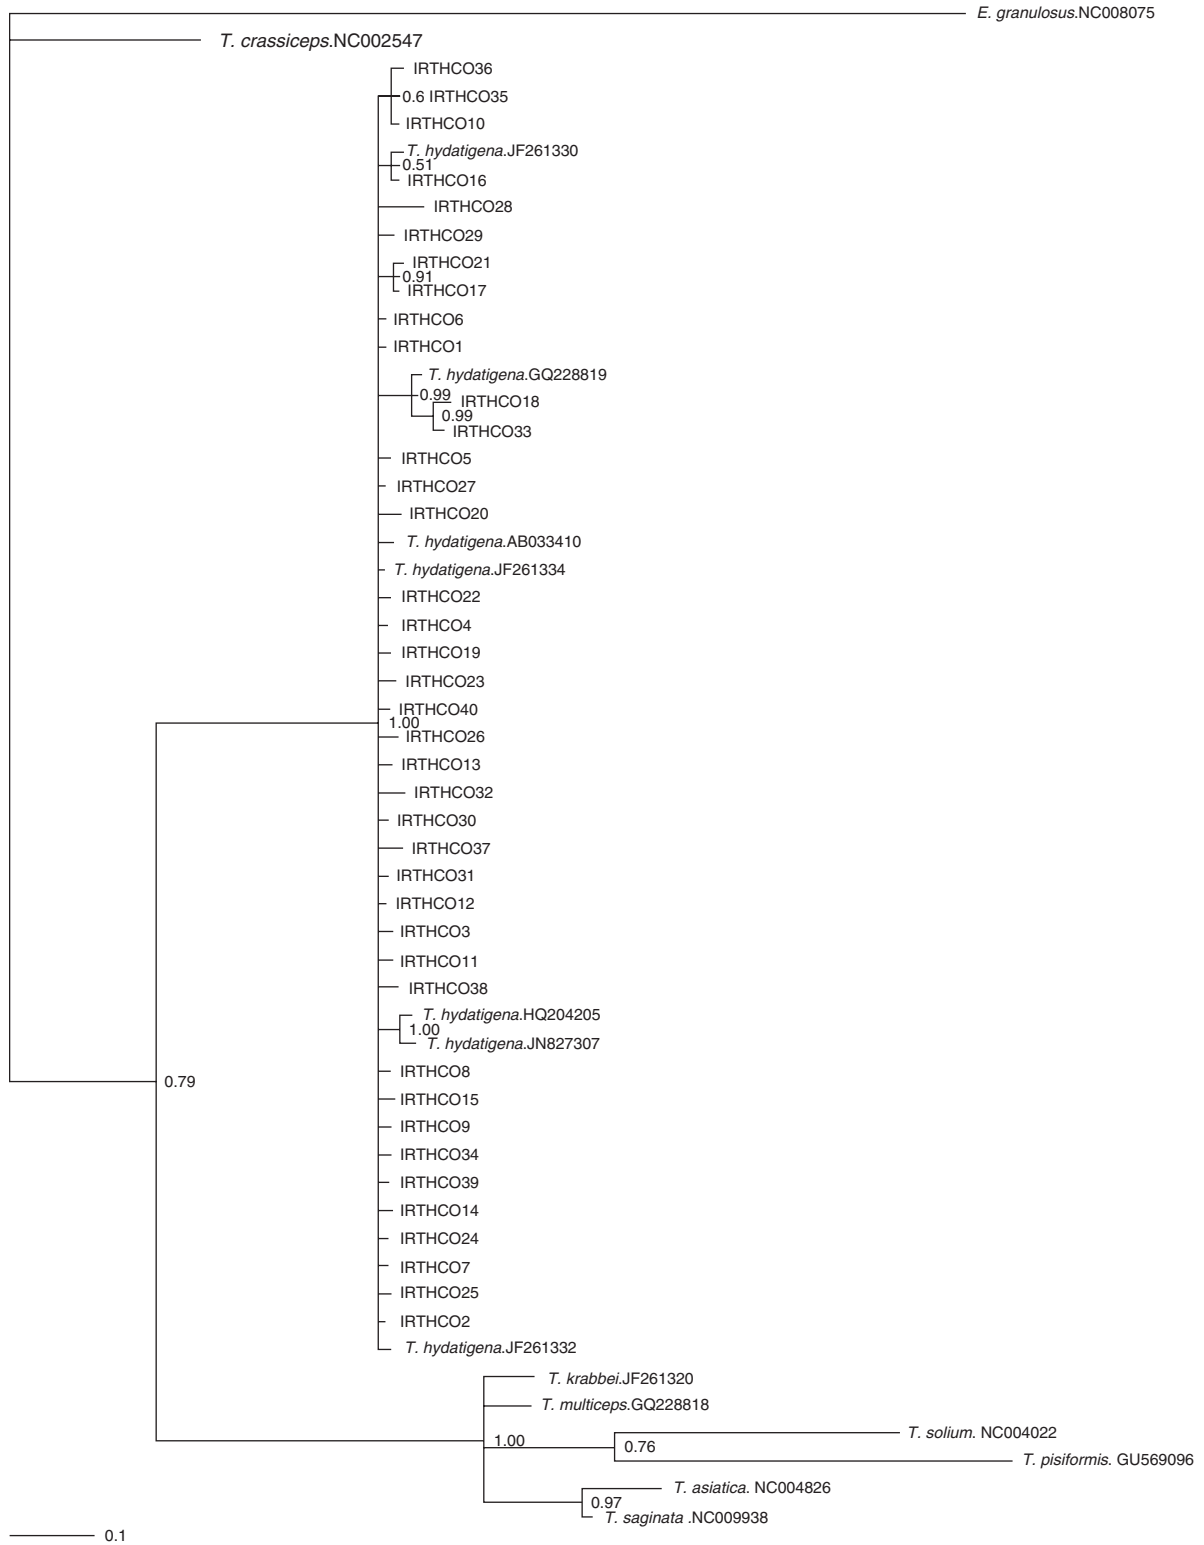 E. granulosus.NC008075
T. crassiceps.NC002547
IRTHCO36
0.6 IRTHCO35
IRTHCO10
T. hydatigena.JF261330
0.51
IRTHCO16
IRTHCO28
IRTHCO29
IRTHCO21
0.91
IRTHCO17
IRTHCO6
IRTHCO1
T. hydatigena.GQ228819
0.99
IRTHCO18
0.99
IRTHCO33
IRTHCO5
IRTHCO27
IRTHCO20
T. hydatigena.AB033410
T. hydatigena.JF261334
IRTHCO22
IRTHCO4
IRTHCO19
IRTHCO23
IRTHCO40
1.00
IRTHCO26
IRTHCO13
IRTHCO32
IRTHCO30
IRTHCO37
IRTHCO31
IRTHCO12
IRTHCO3
IRTHCO11
IRTHCO38
T. hydatigena.HQ204205
1.00
T. hydatigena.JN827307
IRTHCO8
0.79
IRTHCO15
IRTHCO9
IRTHCO34
IRTHCO39
IRTHCO14
IRTHCO24
IRTHCO7
IRTHCO25
IRTHCO2
T. hydatigena.JF261332
T. krabbei.JF261320
T. multiceps.GQ228818
T. solium. NC004022
1.00
0.76
T. pisiformis. GU569096
T. asiatica. NC004826
0.97
T. saginata .NC009938
0.1